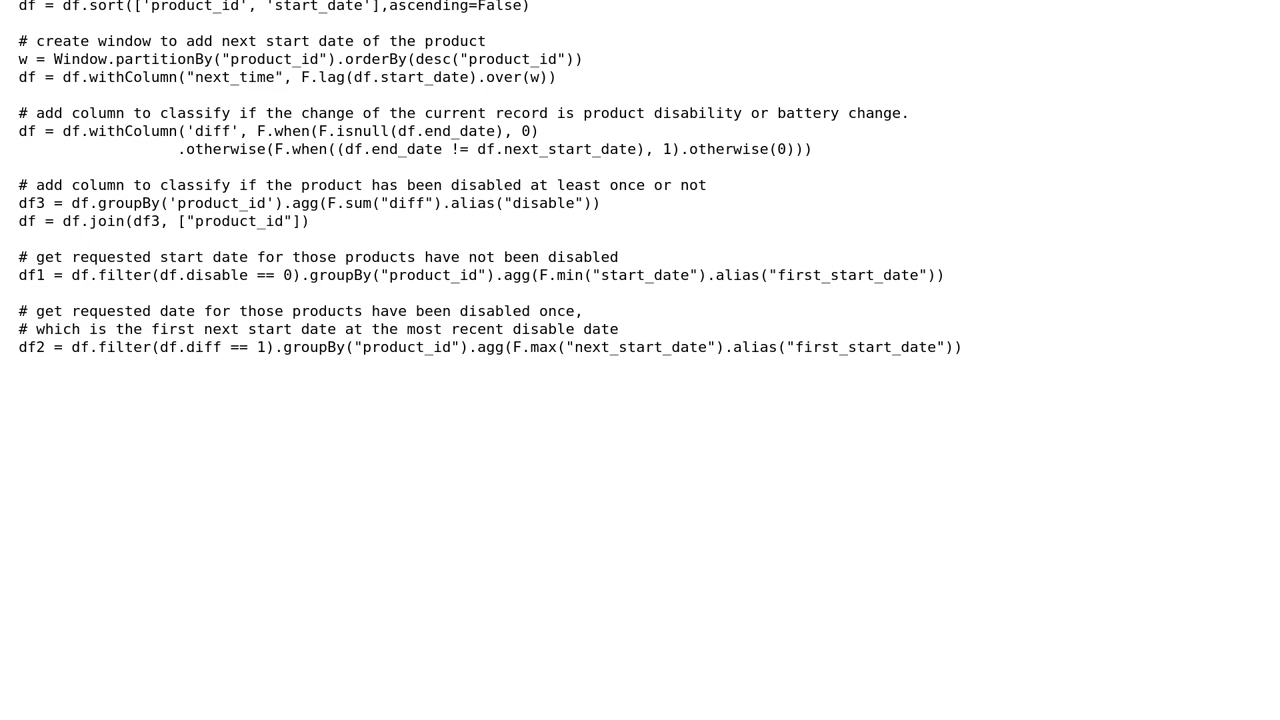 df = df.sort(['product_id', 'start_date'],ascending=False)
# create window to add next start date of the product
w = Window.partitionBy("product_id").orderBy(desc("product_id"))
df = df.withColumn("next_time", F.lag(df.start_date).over(w))
# add column to classify if the change of the current record is product disability or battery change.
df = df.withColumn('diff', F.when(F.isnull(df.end_date), 0)
.otherwise(F.when((df.end_date != df.next_start_date), 1).otherwise(0)))
# add column to classify if the product has been disabled at least once or not
df3 = df.groupBy('product_id').agg(F.sum("diff").alias("disable"))
df = df.join(df3, ["product_id"])
# get requested start date for those products have not been disabled
df1 = df.filter(df.disable == 0).groupBy("product_id").agg(F.min("start_date").alias("first_start_date"))
# get requested date for those products have been disabled once,
# which is the first next start date at the most recent disable date
df2 = df.filter(df.diff == 1).groupBy("product_id").agg(F.max("next_start_date").alias("first_start_date"))